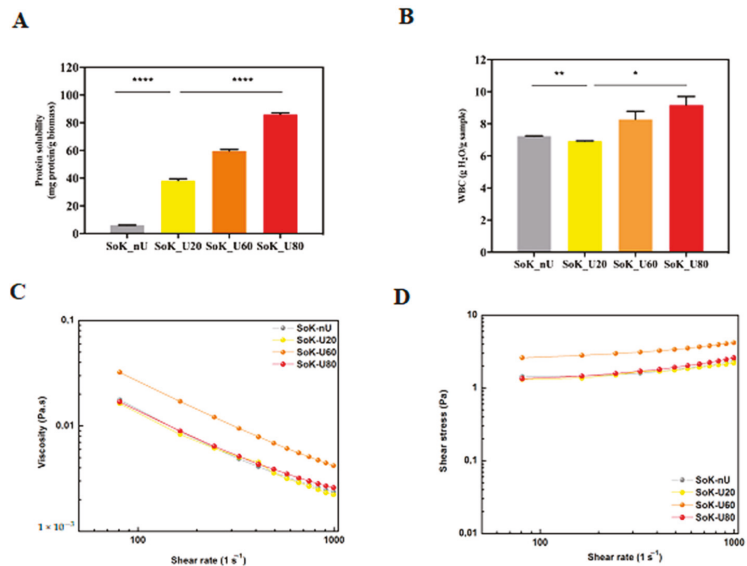 A
Protein solubility
(mg protein/g biomass)
120
100
80
60
40
20
0
****
****
SoK_nU SoK_U20 SoK_U60 SoK_U80
B
WBC (g H₂O/g sample)
12
10
8
6
4
2
0
**
*
SoK_nU SoK_U20 SoK_U60 SoK_U80
C
Viscosity (Pa.s)
0,1
0,01
1 × 10⁻³
SoK-nU
SoK-U20
SoK-U60
SoK-U80
100
1000
Shear rate (1 s⁻¹)
D
Shear stress (Pa)
10
1
0,1
0,01
SoK-nU
SoK-U20
SoK-U60
SoK-U80
100
1000
Shear rate (1 s⁻¹)